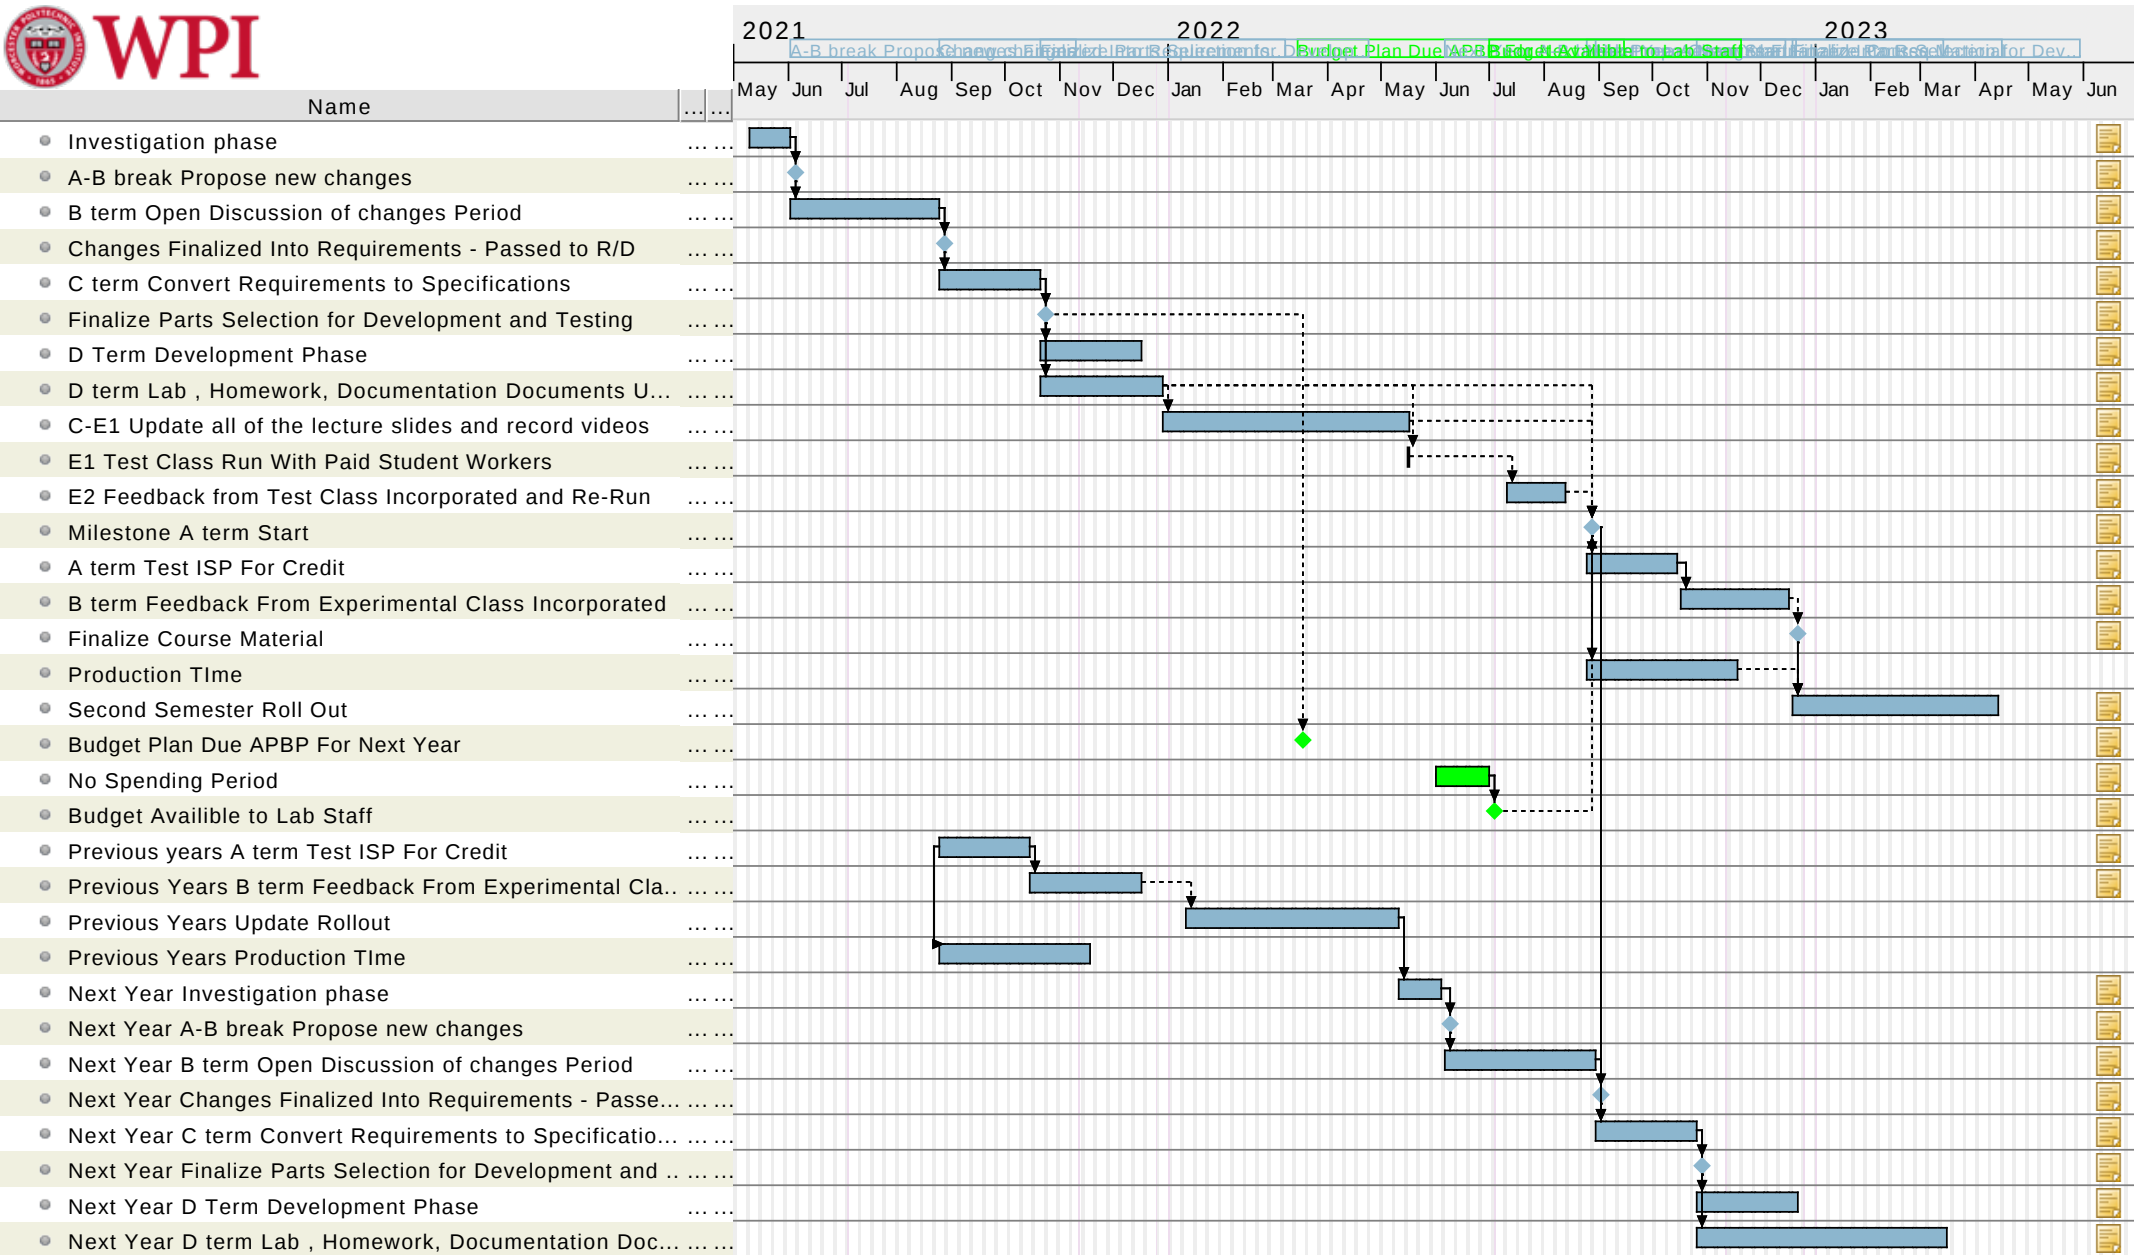 WPI
2021 2022 2023
A-B break Propose new changes
Budget Plan Due APBP
May Jun Jul Aug Sep Oct Nov Dec Jan Feb Mar Apr May Jun Jul Aug Sep Oct Nov Dec Jan Feb Mar Apr May Jun
Name ... ...
Investigation phase ... ...
A-B break Propose new changes ... ...
B term Open Discussion of changes Period ... ...
Changes Finalized Into Requirements - Passed to R/D ... ...
C term Convert Requirements to Specifications ... ...
Finalize Parts Selection for Development and Testing ... ...
D Term Development Phase ... ...
D term Lab , Homework, Documentation Documents U... ... ...
C-E1 Update all of the lecture slides and record videos ... ...
E1 Test Class Run With Paid Student Workers ... ...
E2 Feedback from Test Class Incorporated and Re-Run ... ...
Milestone A term Start ... ...
A term Test ISP For Credit ... ...
B term Feedback From Experimental Class Incorporated ... ...
Finalize Course Material ... ...
Production TIme ... ...
Second Semester Roll Out ... ...
Budget Plan Due APBP For Next Year ... ...
No Spending Period ... ...
Budget Availible to Lab Staff ... ...
Previous years A term Test ISP For Credit ... ...
Previous Years B term Feedback From Experimental Cla.. ... ...
Previous Years Update Rollout ... ...
Previous Years Production TIme ... ...
Next Year Investigation phase ... ...
Next Year A-B break Propose new changes ... ...
Next Year B term Open Discussion of changes Period ... ...
Next Year Changes Finalized Into Requirements - Passe... ... ...
Next Year C term Convert Requirements to Specificatio... ... ...
Next Year Finalize Parts Selection for Development and .. ... ...
Next Year D Term Development Phase ... ...
Next Year D term Lab , Homework, Documentation Doc... ... ...